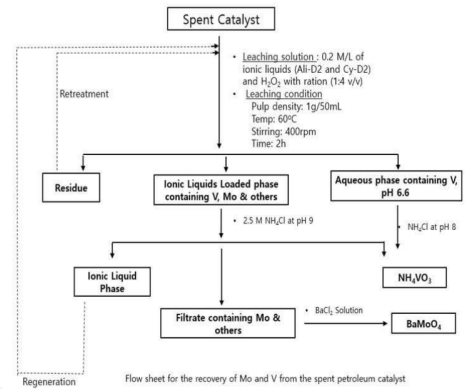 Spent Catalyst
• Leaching solution : 0.2 M/L of
ionic liquids (Ali-D2 and Cy-D2)
and H₂O₂ with ration (1:4 v/v)
• Leaching condition
Pulp density: 1g/50mL
Temp: 60⁰C
Stirring: 400rpm
Time: 2h
Retreatment
Residue
Ionic Liquids Loaded phase
containing V, Mo & others
Aqueous phase containing V,
pH 6.6
• 2.5 M NH₄Cl at pH 9
• NH₄Cl at pH 8
Ionic Liquid
Phase
NH₄VO₃
Filtrate containing Mo &
others
• BaCl₂ Solution
BaMoO₄
Regeneration
Flow sheet for the recovery of Mo and V from the spent petroleum catalyst